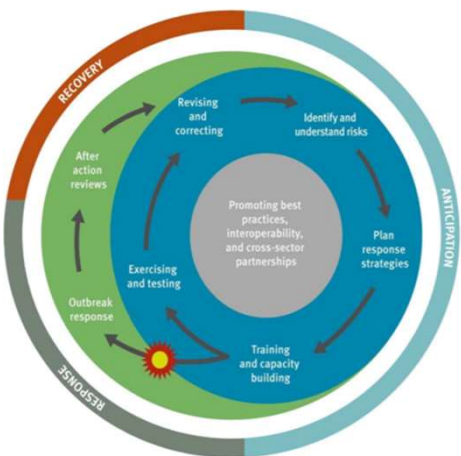 RECOVERY
ANTICIPATION
RESPONSE
Revising
and
correcting
Identify and
understand risks
After
action
reviews
Promoting best
practices,
interoperability,
and cross-sector
partnerships
Plan
response
strategies
Exercising
and testing
Outbreak
response
Training
and capacity
building